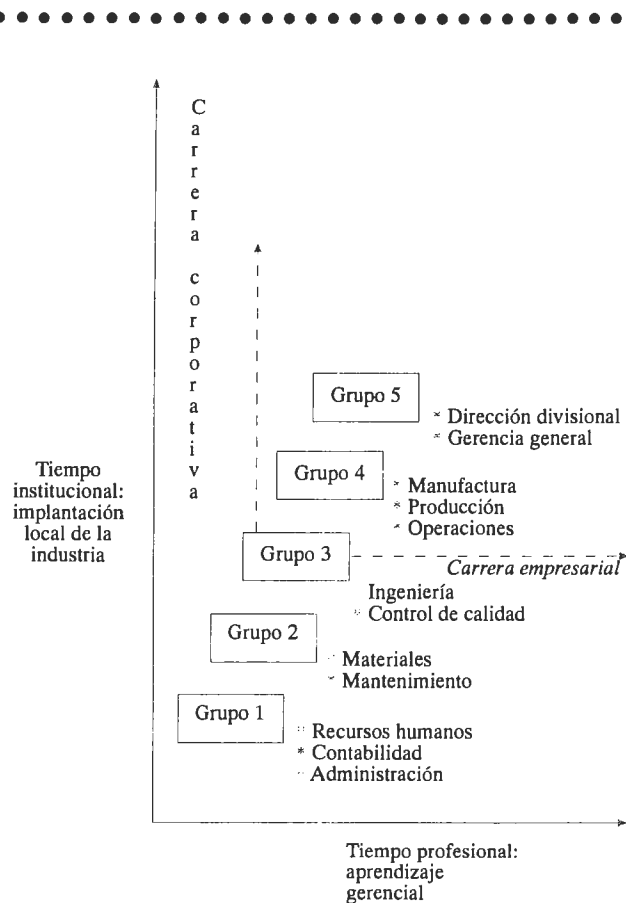 Carrera corporativa
Grupo 5
* Dirección divisional
* Gerencia general
Tiempo
institucional:
implantación
local de la
industria
Grupo 4
* Manufactura
* Producción
* Operaciones
Grupo 3
Carrera empresarial
Ingeniería
* Control de calidad
Grupo 2
* Materiales
* Mantenimiento
Grupo 1
* Recursos humanos
* Contabilidad
* Administración
Tiempo profesional:
aprendizaje
gerencial